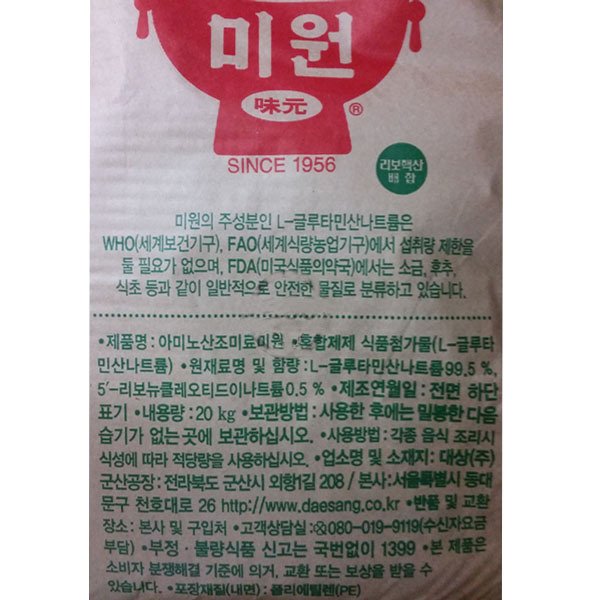 미원
味元 ®
SINCE 1956
리보핵산
배합
미원의 주성분인 L-글루타민산나트륨은
WHO(세계보건기구), FAO(세계식량농업기구)에서 섭취량 제한을
둘 필요가 없으며, FDA(미국식품의약국)에서는 소금, 후추,
식초 등과 같이 일반적으로 안전한 물질로 분류하고 있습니다.
•제품명 : 아미노산조미료미원 •혼합제제 식품첨가물(L-글루타
민산나트륨) •원재료명 및 함량 : L-글루타민산나트륨99.5%,
5'-리보뉴클레오티드이나트륨0.5% •제조연월일 : 전면 하단
표기 •내용량 : 20 kg •보관방법 : 사용한 후에는 밀봉한 다음
습기가 없는 곳에 보관하십시오. •사용방법 : 각종 음식 조리시
식성에 따라 적당량을 사용하십시오. •업소명 및 소재지 : 대상(주)
군산공장 : 전라북도 군산시 외항1길 208 / 본사 : 서울특별시 동대
문구 천호대로 26 http://www.daesang.co.kr •반품 및 교환
장소 : 본사 및 구입처 •고객상담실 : 080-019-9119(수신자요금
부담) •부정·불량식품 신고는 국번없이 1399 •본 제품은
소비자 분쟁해결 기준에 의거, 교환 또는 보상을 받을 수
있습니다. •포장재질(내면) : 폴리에틸렌(PE)